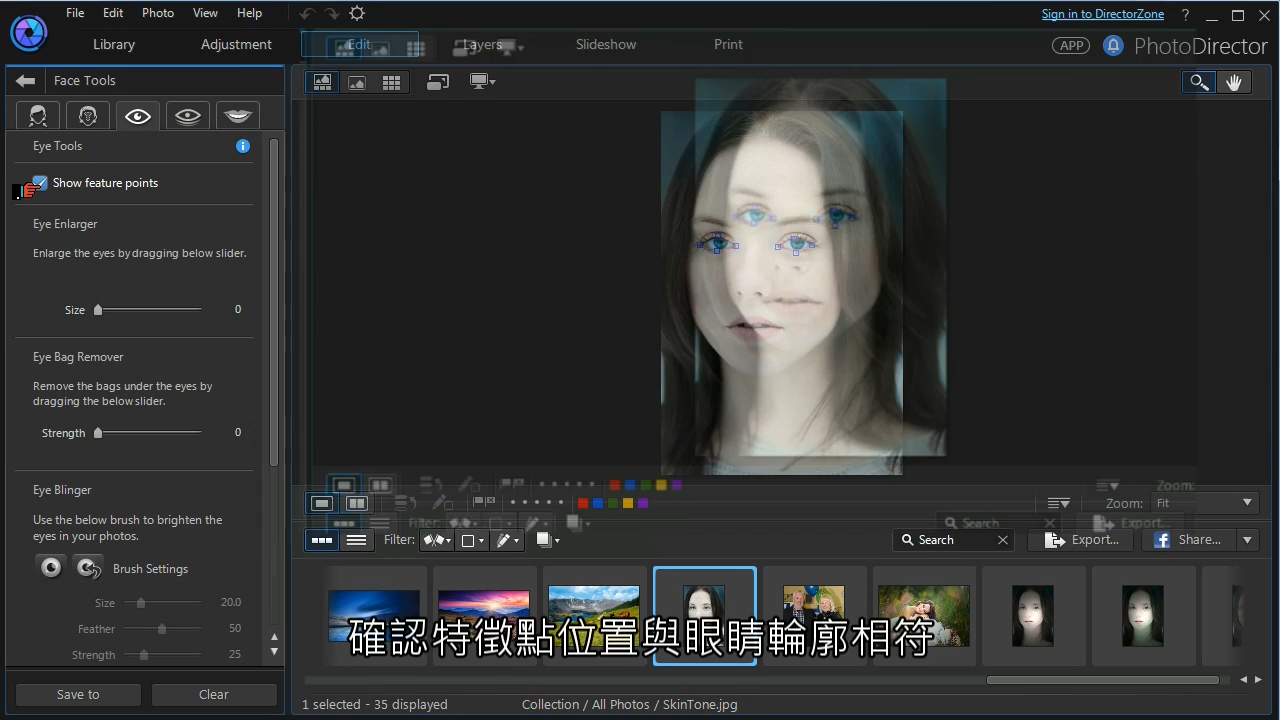 File Edit Photo View Help
Sign in to DirectorZone ?
Library Adjustment Edit Layers Slideshow Print
APP PhotoDirector
Face Tools
Eye Tools
Show feature points
Eye Enlarger
Enlarge the eyes by dragging below slider.
Size 0
Eye Bag Remover
Remove the bags under the eyes by
dragging the below slider.
Strength 0
Eye Blinger
Use the below brush to brighten the
eyes in your photos.
Brush Settings
Size 20.0
Feather 50
Strength 25
Save to Clear
Zoom:
Zoom: Fit
Filter: Search Export...
Filter: Search Export... Share...
確認特徵點位置與眼睛輪廓相符
1 selected - 35 displayed Collection / All Photos / SkinTone.jpg